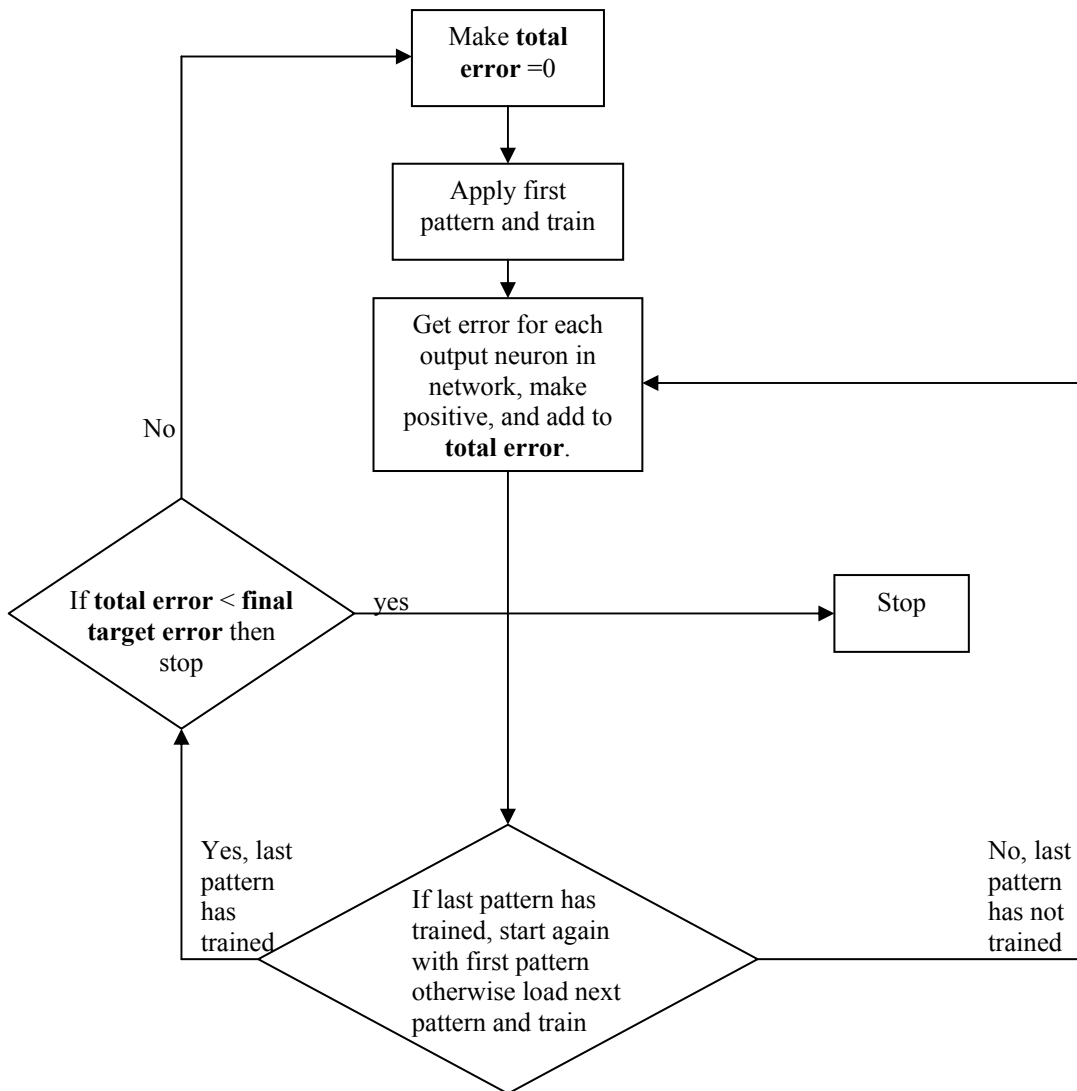 Make total
error =0
Apply first
pattern and train
Get error for each
output neuron in
network, make
positive, and add to
total error.
No
If total error < final
target error then
stop
yes
Stop
Yes, last
pattern
has
trained
If last pattern has
trained, start again
with first pattern
otherwise load next
pattern and train
No, last
pattern
has not
trained